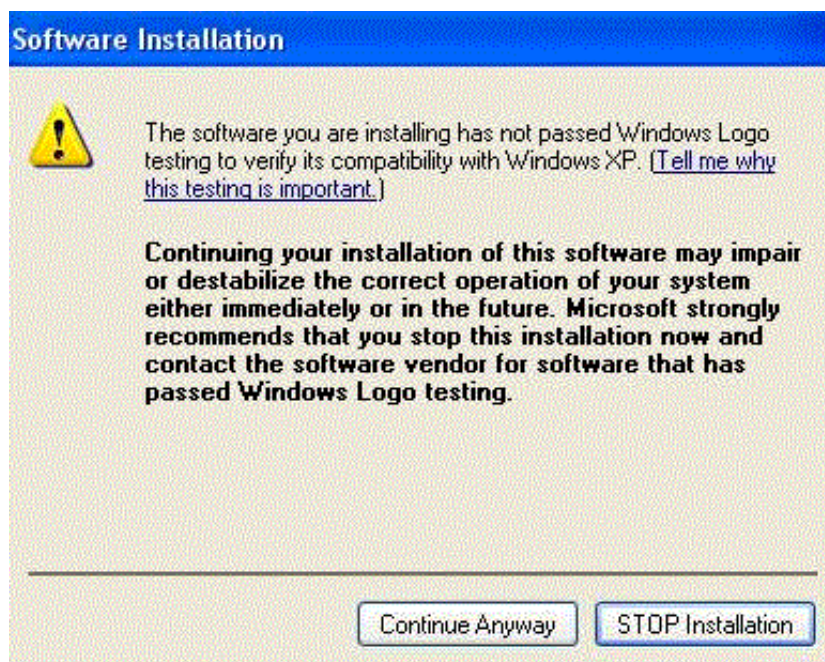 Software Installation
The software you are installing has not passed Windows Logo
testing to verify its compatibility with Windows XP. (Tell me why
this testing is important.)
Continuing your installation of this software may impair
or destabilize the correct operation of your system
either immediately or in the future. Microsoft strongly
recommends that you stop this installation now and
contact the software vendor for software that has
passed Windows Logo testing.
Continue Anyway
STOP Installation